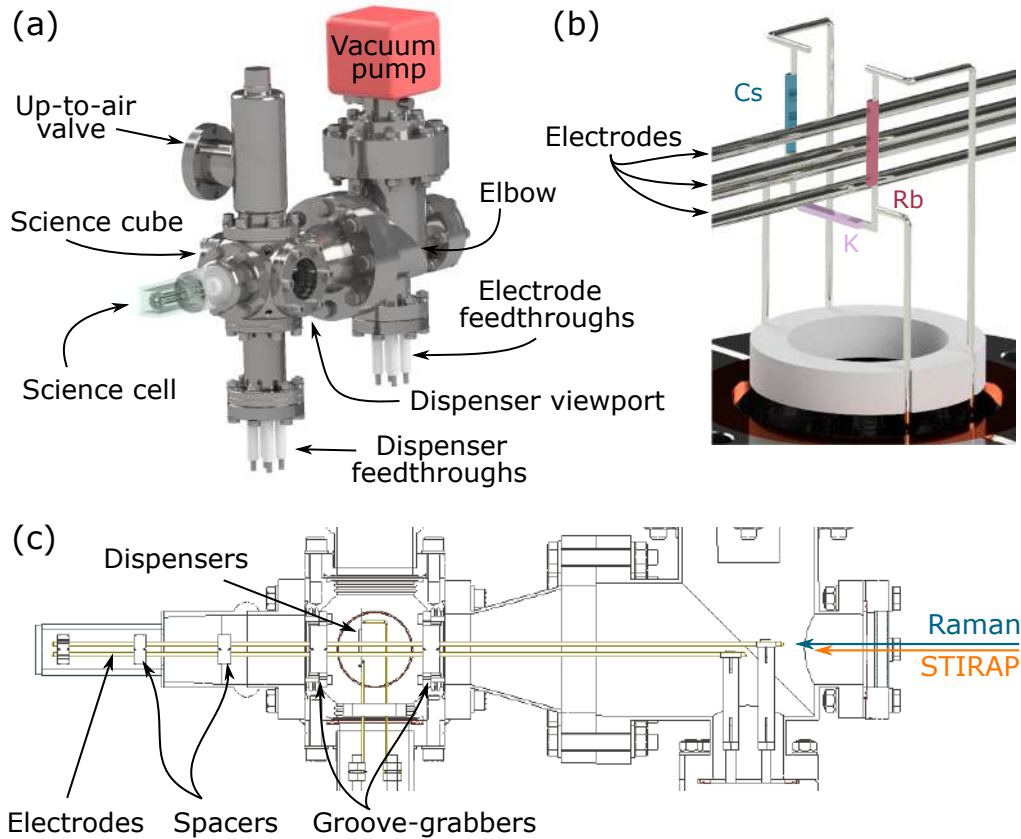 (a)
Vacuum
pump
Up-to-air
valve
Science cube
Elbow
Electrode
feedthroughs
Science cell
Dispenser viewport
Dispenser
feedthroughs
(b)
Cs
Electrodes
Rb
K
(c)
Dispensers
Raman
STIRAP
Electrodes
Spacers
Groove-grabbers